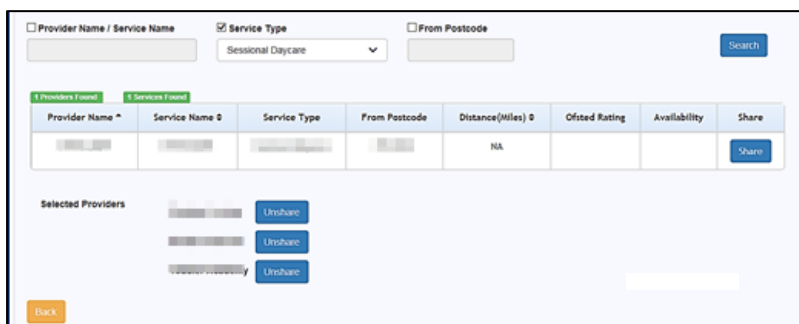 Provider Name / Service Name Service Type From Postcode
Sessional Daycare
Search
1 Providers Found 1 Services Found
Provider Name Service Name Service Type From Postcode Distance(Miles) Ofsted Rating Availability Share
NA Share
Selected Providers Unshare
Unshare
Unshare
Back